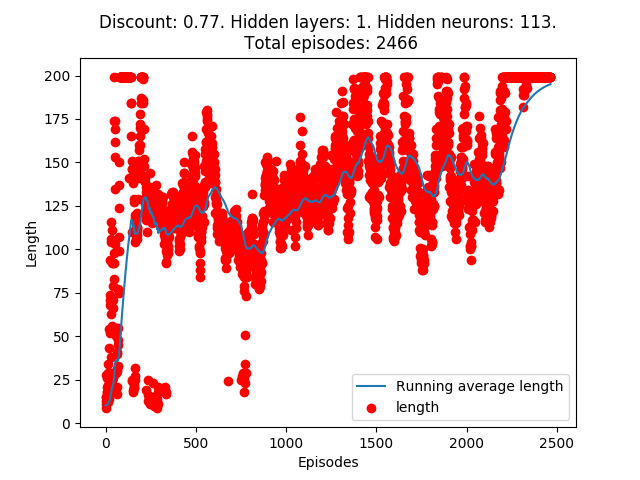 Discount: 0.77. Hidden layers: 1. Hidden neurons: 113.
Total episodes: 2466
200
175
150
125
100
75
50
25
0
Length
0
500
1000
1500
2000
2500
Episodes
Running average length
length